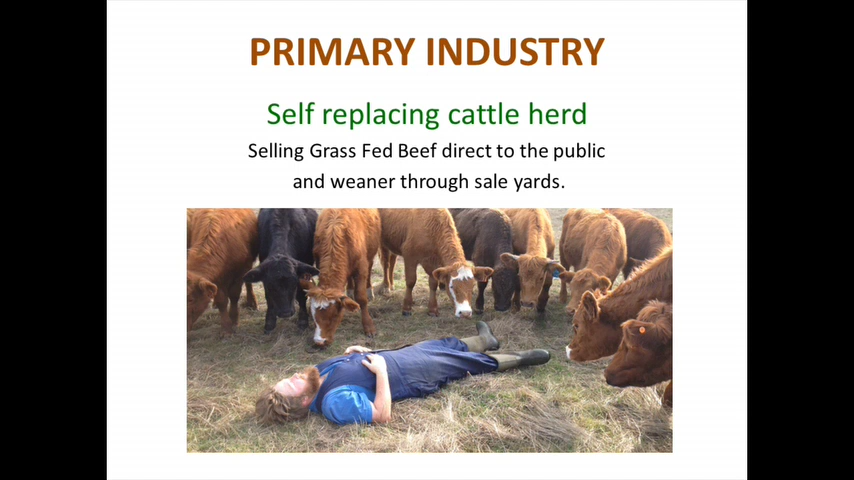 PRIMARY INDUSTRY
Self replacing cattle herd
Selling Grass Fed Beef direct to the public
and weaner through sale yards.